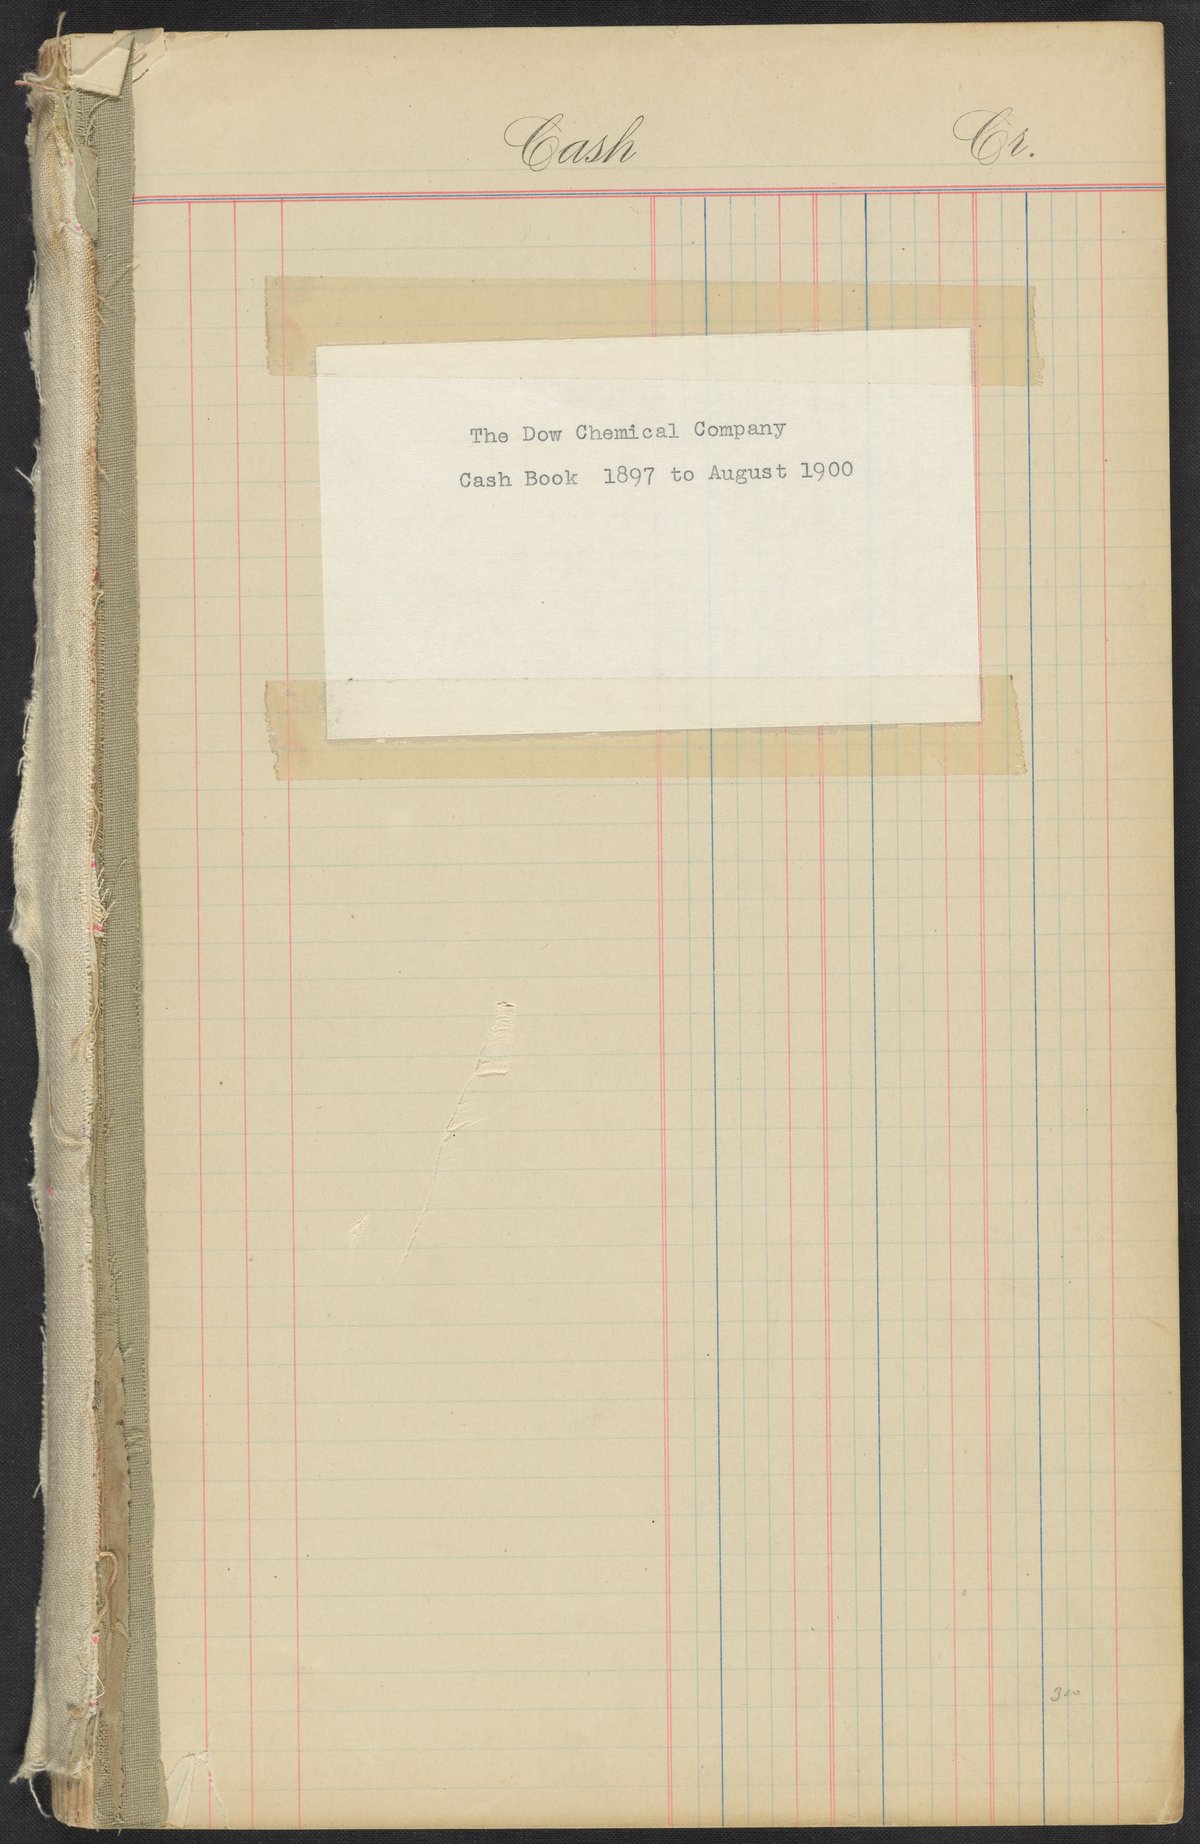 Cash Cr.
The Dow Chemical Company
Cash Book 1897 to August 1900
300